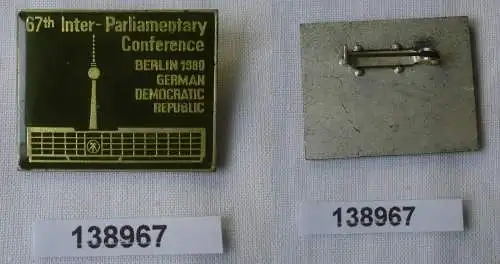 67th Inter-Parliamentary
Conference
BERLIN 1980
GERMAN
DEMOCRATIC
REPUBLIC
138967
138967